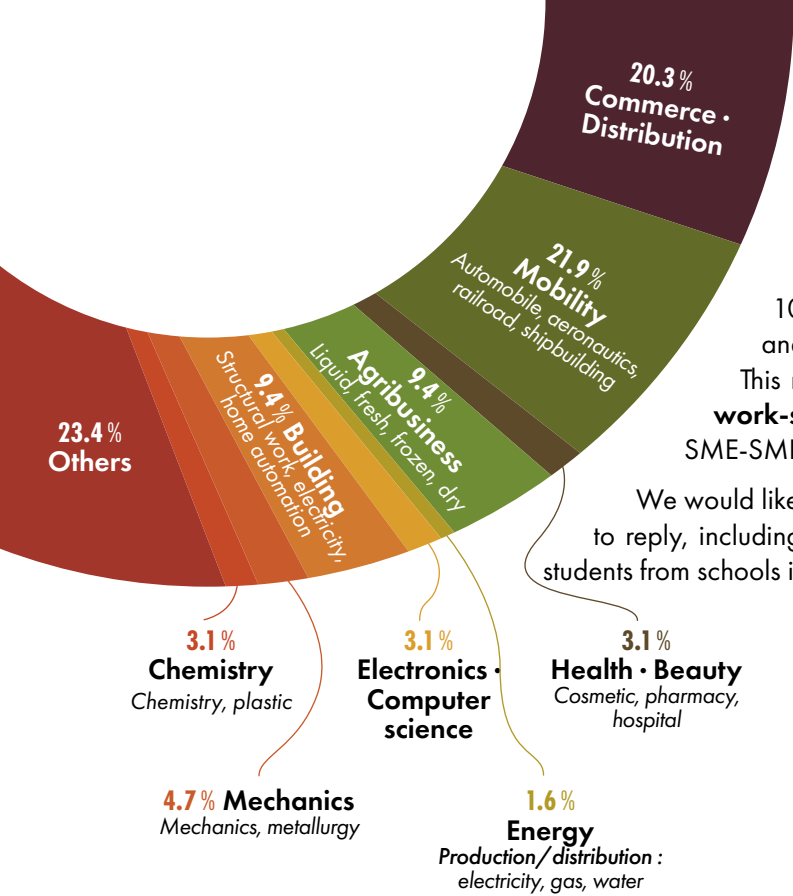 20.3 %
Commerce ·
Distribution
21.9 %
Mobility
Automobile, aeronautics,
railroad, shipbuilding
9.4 %
Agribusiness
Liquid, fresh, frozen, dry
9.4 % Building
Structural work, electricity,
home automation
23.4 %
Others
and
This
work-s
SME-SME
We would like
to reply, including
students from schools i
3.1 %
Chemistry
Chemistry, plastic
3.1 %
Electronics ·
Computer
science
3.1 %
Health · Beauty
Cosmetic, pharmacy,
hospital
4.7 % Mechanics
Mechanics, metallurgy
1.6 %
Energy
Production/distribution :
electricity, gas, water